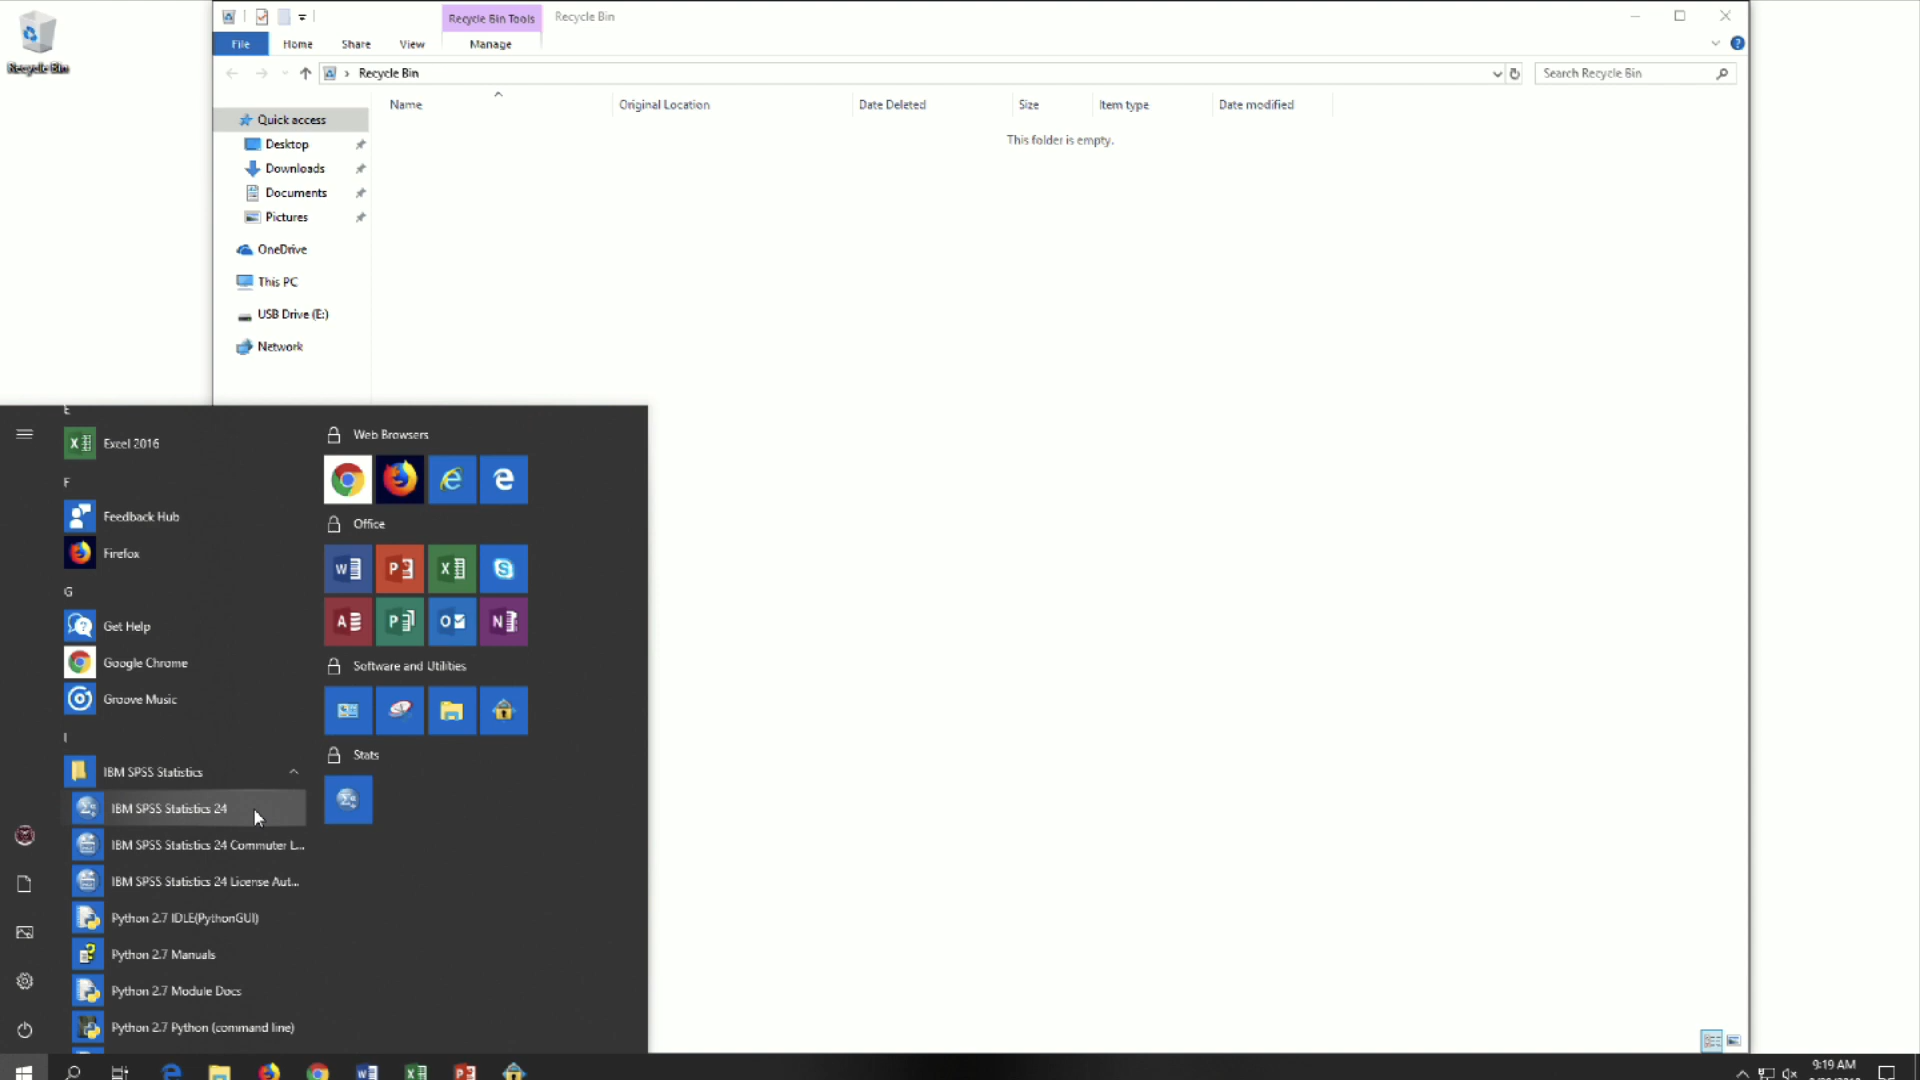 Recycle Bin
Recycle Bin Tools
Recycle Bin
File
Home
Share
View
Manage
Recycle Bin
Search Recycle Bin
Name
Original Location
Date Deleted
Size
Item type
Date modified
This folder is empty.
Quick access
Desktop
Downloads
Documents
Pictures
OneDrive
This PC
USB Drive (E:)
Network
E
Excel 2016
F
Feedback Hub
Firefox
G
Get Help
Google Chrome
Groove Music
I
IBM SPSS Statistics
IBM SPSS Statistics 24
IBM SPSS Statistics 24 Commuter L...
IBM SPSS Statistics 24 License Aut...
Python 2.7 IDLE(PythonGUI)
Python 2.7 Manuals
Python 2.7 Module Docs
Python 2.7 Python (command line)
Web Browsers
Office
Software and Utilities
Stats
9:19 AM